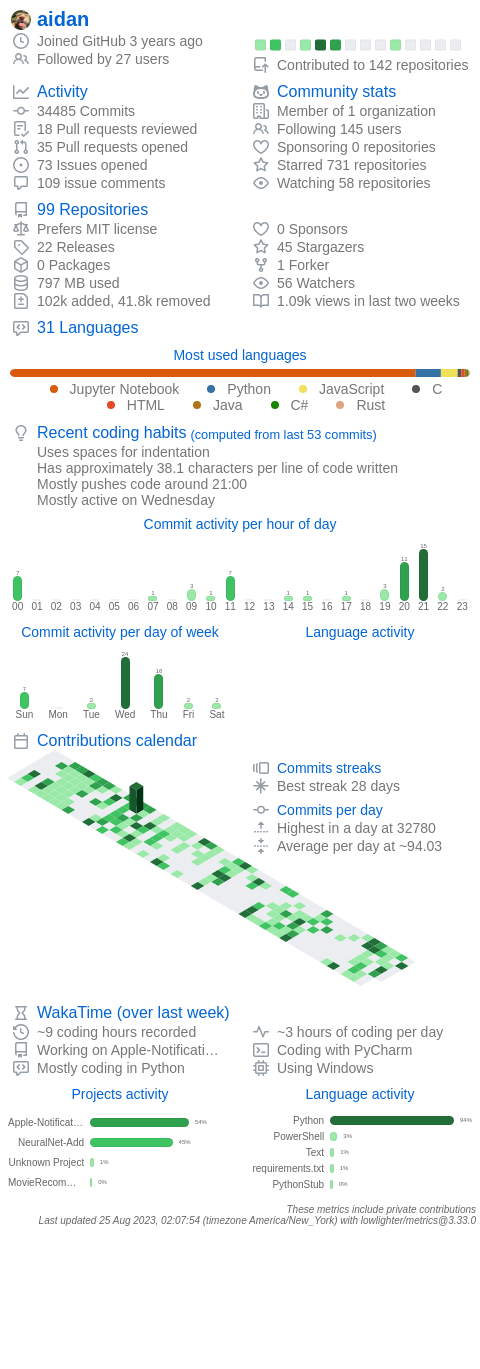 aidan
Joined GitHub 3 years ago
Followed by 27 users
Contributed to 142 repositories
Activity
34485 Commits
18 Pull requests reviewed
35 Pull requests opened
73 Issues opened
109 issue comments
Community stats
Member of 1 organization
Following 145 users
Sponsoring 0 repositories
Starred 731 repositories
Watching 58 repositories
99 Repositories
Prefers MIT license
22 Releases
0 Packages
797 MB used
102k added, 41.8k removed
0 Sponsors
45 Stargazers
1 Forker
56 Watchers
1.09k views in last two weeks
31 Languages
Most used languages
Jupyter Notebook Python JavaScript C
HTML Java C# Rust
Recent coding habits (computed from last 53 commits)
Uses spaces for indentation
Has approximately 38.1 characters per line of code written
Mostly pushes code around 21:00
Mostly active on Wednesday
Commit activity per hour of day
7 1 3 1 7 1 1 1 3 11 15 2
00 01 02 03 04 05 06 07 08 09 10 11 12 13 14 15 16 17 18 19 20 21 22 23
Commit activity per day of week
7 2 24 16 2 2
Sun Mon Tue Wed Thu Fri Sat
Language activity
Contributions calendar
Commits streaks
Best streak 28 days
Commits per day
Highest in a day at 32780
Average per day at ~94.03
WakaTime (over last week)
~9 coding hours recorded
Working on Apple-Notificati…
Mostly coding in Python
~3 hours of coding per day
Coding with PyCharm
Using Windows
Projects activity
Apple-Notificat… 54%
NeuralNet-Add 45%
Unknown Project 1%
MovieRecom… 0%
Language activity
Python 94%
PowerShell 3%
Text 1%
requirements.txt 1%
PythonStub 0%
These metrics include private contributions
Last updated 25 Aug 2023, 02:07:54 (timezone America/New_York) with lowlighter/metrics@3.33.0